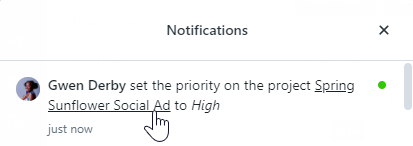 Notifications
Gwen Derby set the priority on the project Spring
Sunflower Social Ad to High
just now